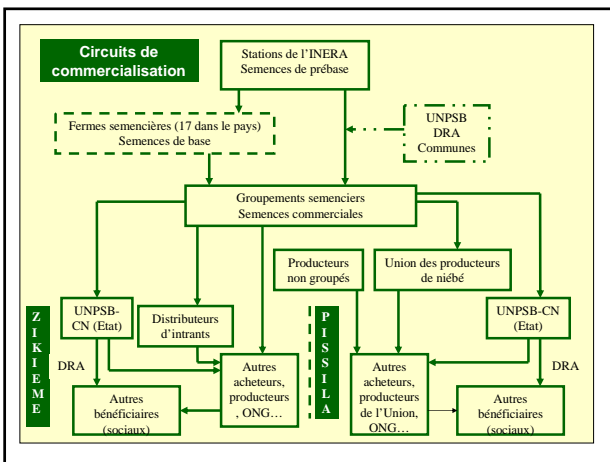 Circuits de
commercialisation
Stations de l'INERA
Semences de prébase
Fermes semencières (17 dans le pays)
Semences de base
UNPSB
DRA
Communes
Groupements semenciers
Semences commerciales
Producteurs
non groupés
Union des producteurs
de niébé
ZIKIEME
UNPSB-
CN (Etat)
Distributeurs
d'intrants
PISSILA
UNPSB-CN
(Etat)
DRA
Autres
acheteurs,
producteurs
, ONG…
Autres
acheteurs,
producteurs
de l'Union,
ONG…
DRA
Autres
bénéficiaires
(sociaux)
Autres
bénéficiaires
(sociaux)